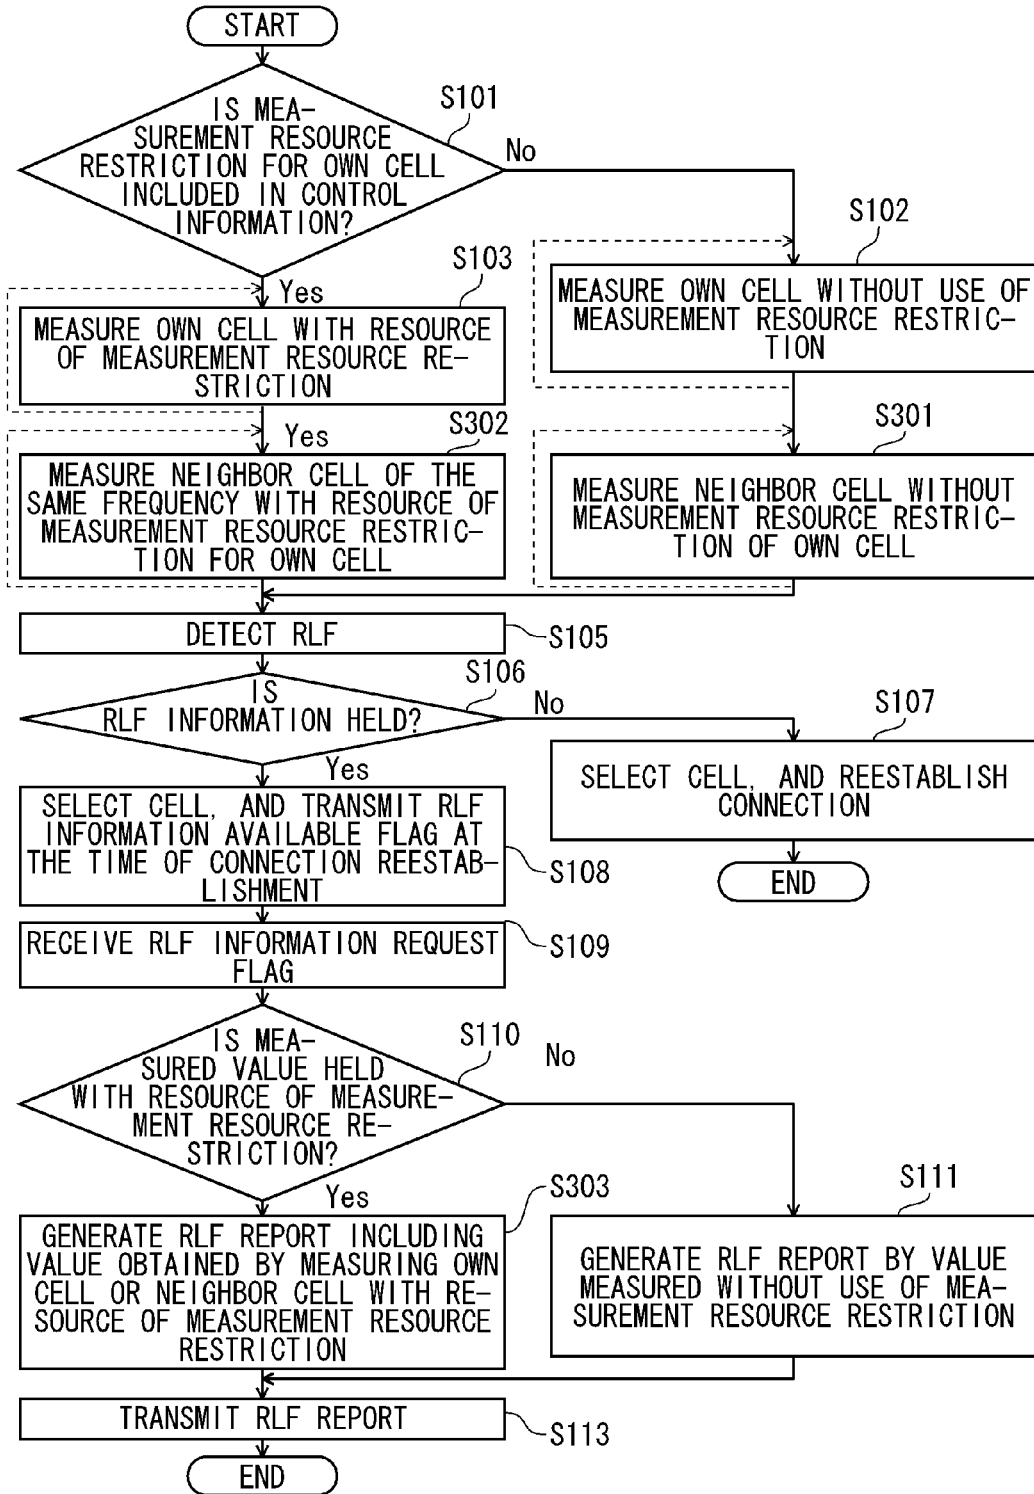 START
S101
IS MEA-
SUREMENT RESOURCE
RESTRICTION FOR OWN CELL
INCLUDED IN CONTROL
INFORMATION?
No
Yes
S102
MEASURE OWN CELL WITHOUT USE OF
MEASUREMENT RESOURCE RESTRIC-
TION
S103
MEASURE OWN CELL WITH RESOURCE
OF MEASUREMENT RESOURCE RE-
STRICTION
Yes
S302
MEASURE NEIGHBOR CELL OF THE
SAME FREQUENCY WITH RESOURCE OF
MEASUREMENT RESOURCE RESTRIC-
TION FOR OWN CELL
S301
MEASURE NEIGHBOR CELL WITHOUT
MEASUREMENT RESOURCE RESTRIC-
TION OF OWN CELL
DETECT RLF
S105
S106
IS
RLF INFORMATION HELD?
No
Yes
S107
SELECT CELL, AND REESTABLISH
CONNECTION
END
SELECT CELL, AND TRANSMIT RLF
INFORMATION AVAILABLE FLAG AT
THE TIME OF CONNECTION REESTAB-
LISHMENT
S108
RECEIVE RLF INFORMATION REQUEST
FLAG
S109
S110
IS MEA-
SURED VALUE HELD
WITH RESOURCE OF MEASURE-
MENT RESOURCE RE-
STRICTION?
No
Yes
S303
GENERATE RLF REPORT INCLUDING
VALUE OBTAINED BY MEASURING OWN
CELL OR NEIGHBOR CELL WITH RE-
SOURCE OF MEASUREMENT RESOURCE
RESTRICTION
S111
GENERATE RLF REPORT BY VALUE
MEASURED WITHOUT USE OF MEA-
SUREMENT RESOURCE RESTRICTION
TRANSMIT RLF REPORT
S113
END